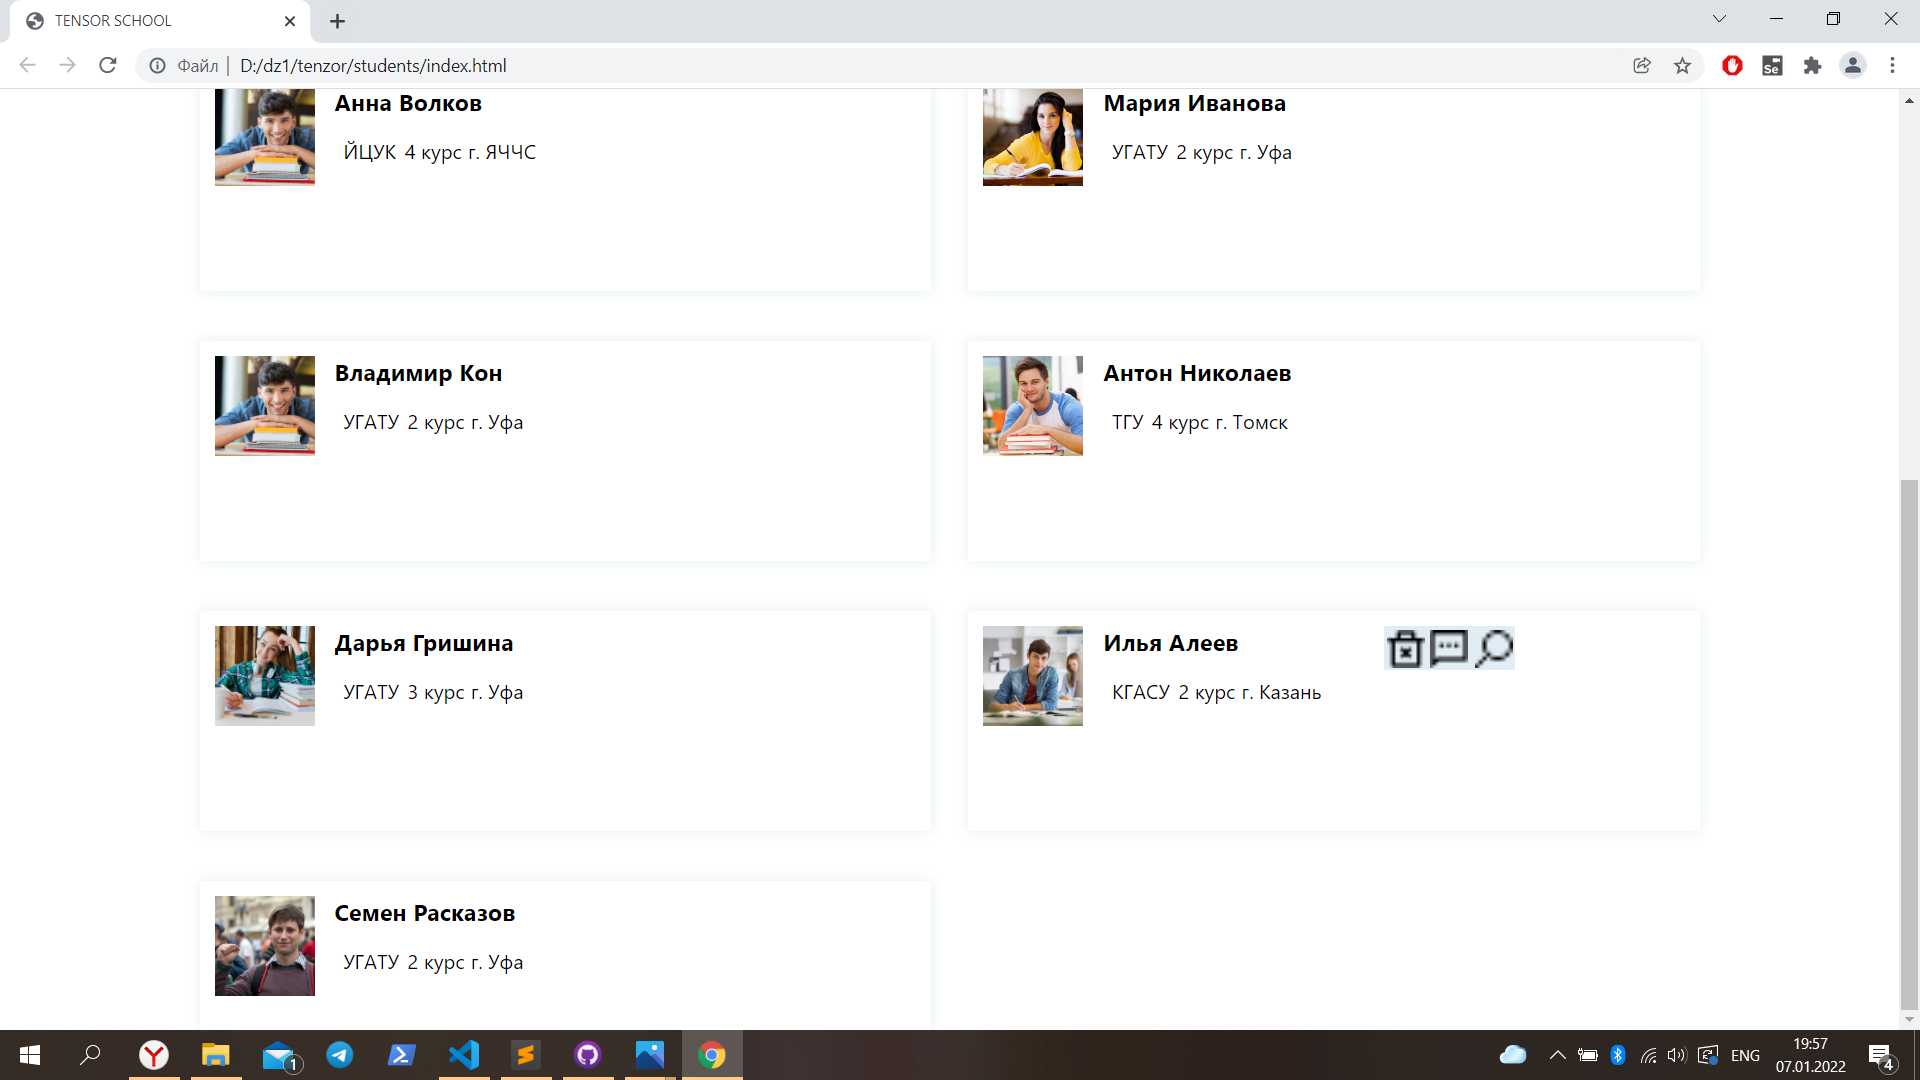 TENSOR SCHOOL
Файл | D:/dz1/tenzor/students/index.html
Se
Анна Волков
ЙЦУК 4 курс г. ЯЧЧС
Мария Иванова
УГАТУ 2 курс г. Уфа
Владимир Кон
УГАТУ 2 курс г. Уфа
Антон Николаев
ТГУ 4 курс г. Томск
Дарья Гришина
УГАТУ 3 курс г. Уфа
Илья Алеев
КГАСУ 2 курс г. Казань
Семен Расказов
УГАТУ 2 курс г. Уфа
1
ENG
19:57
07.01.2022
4